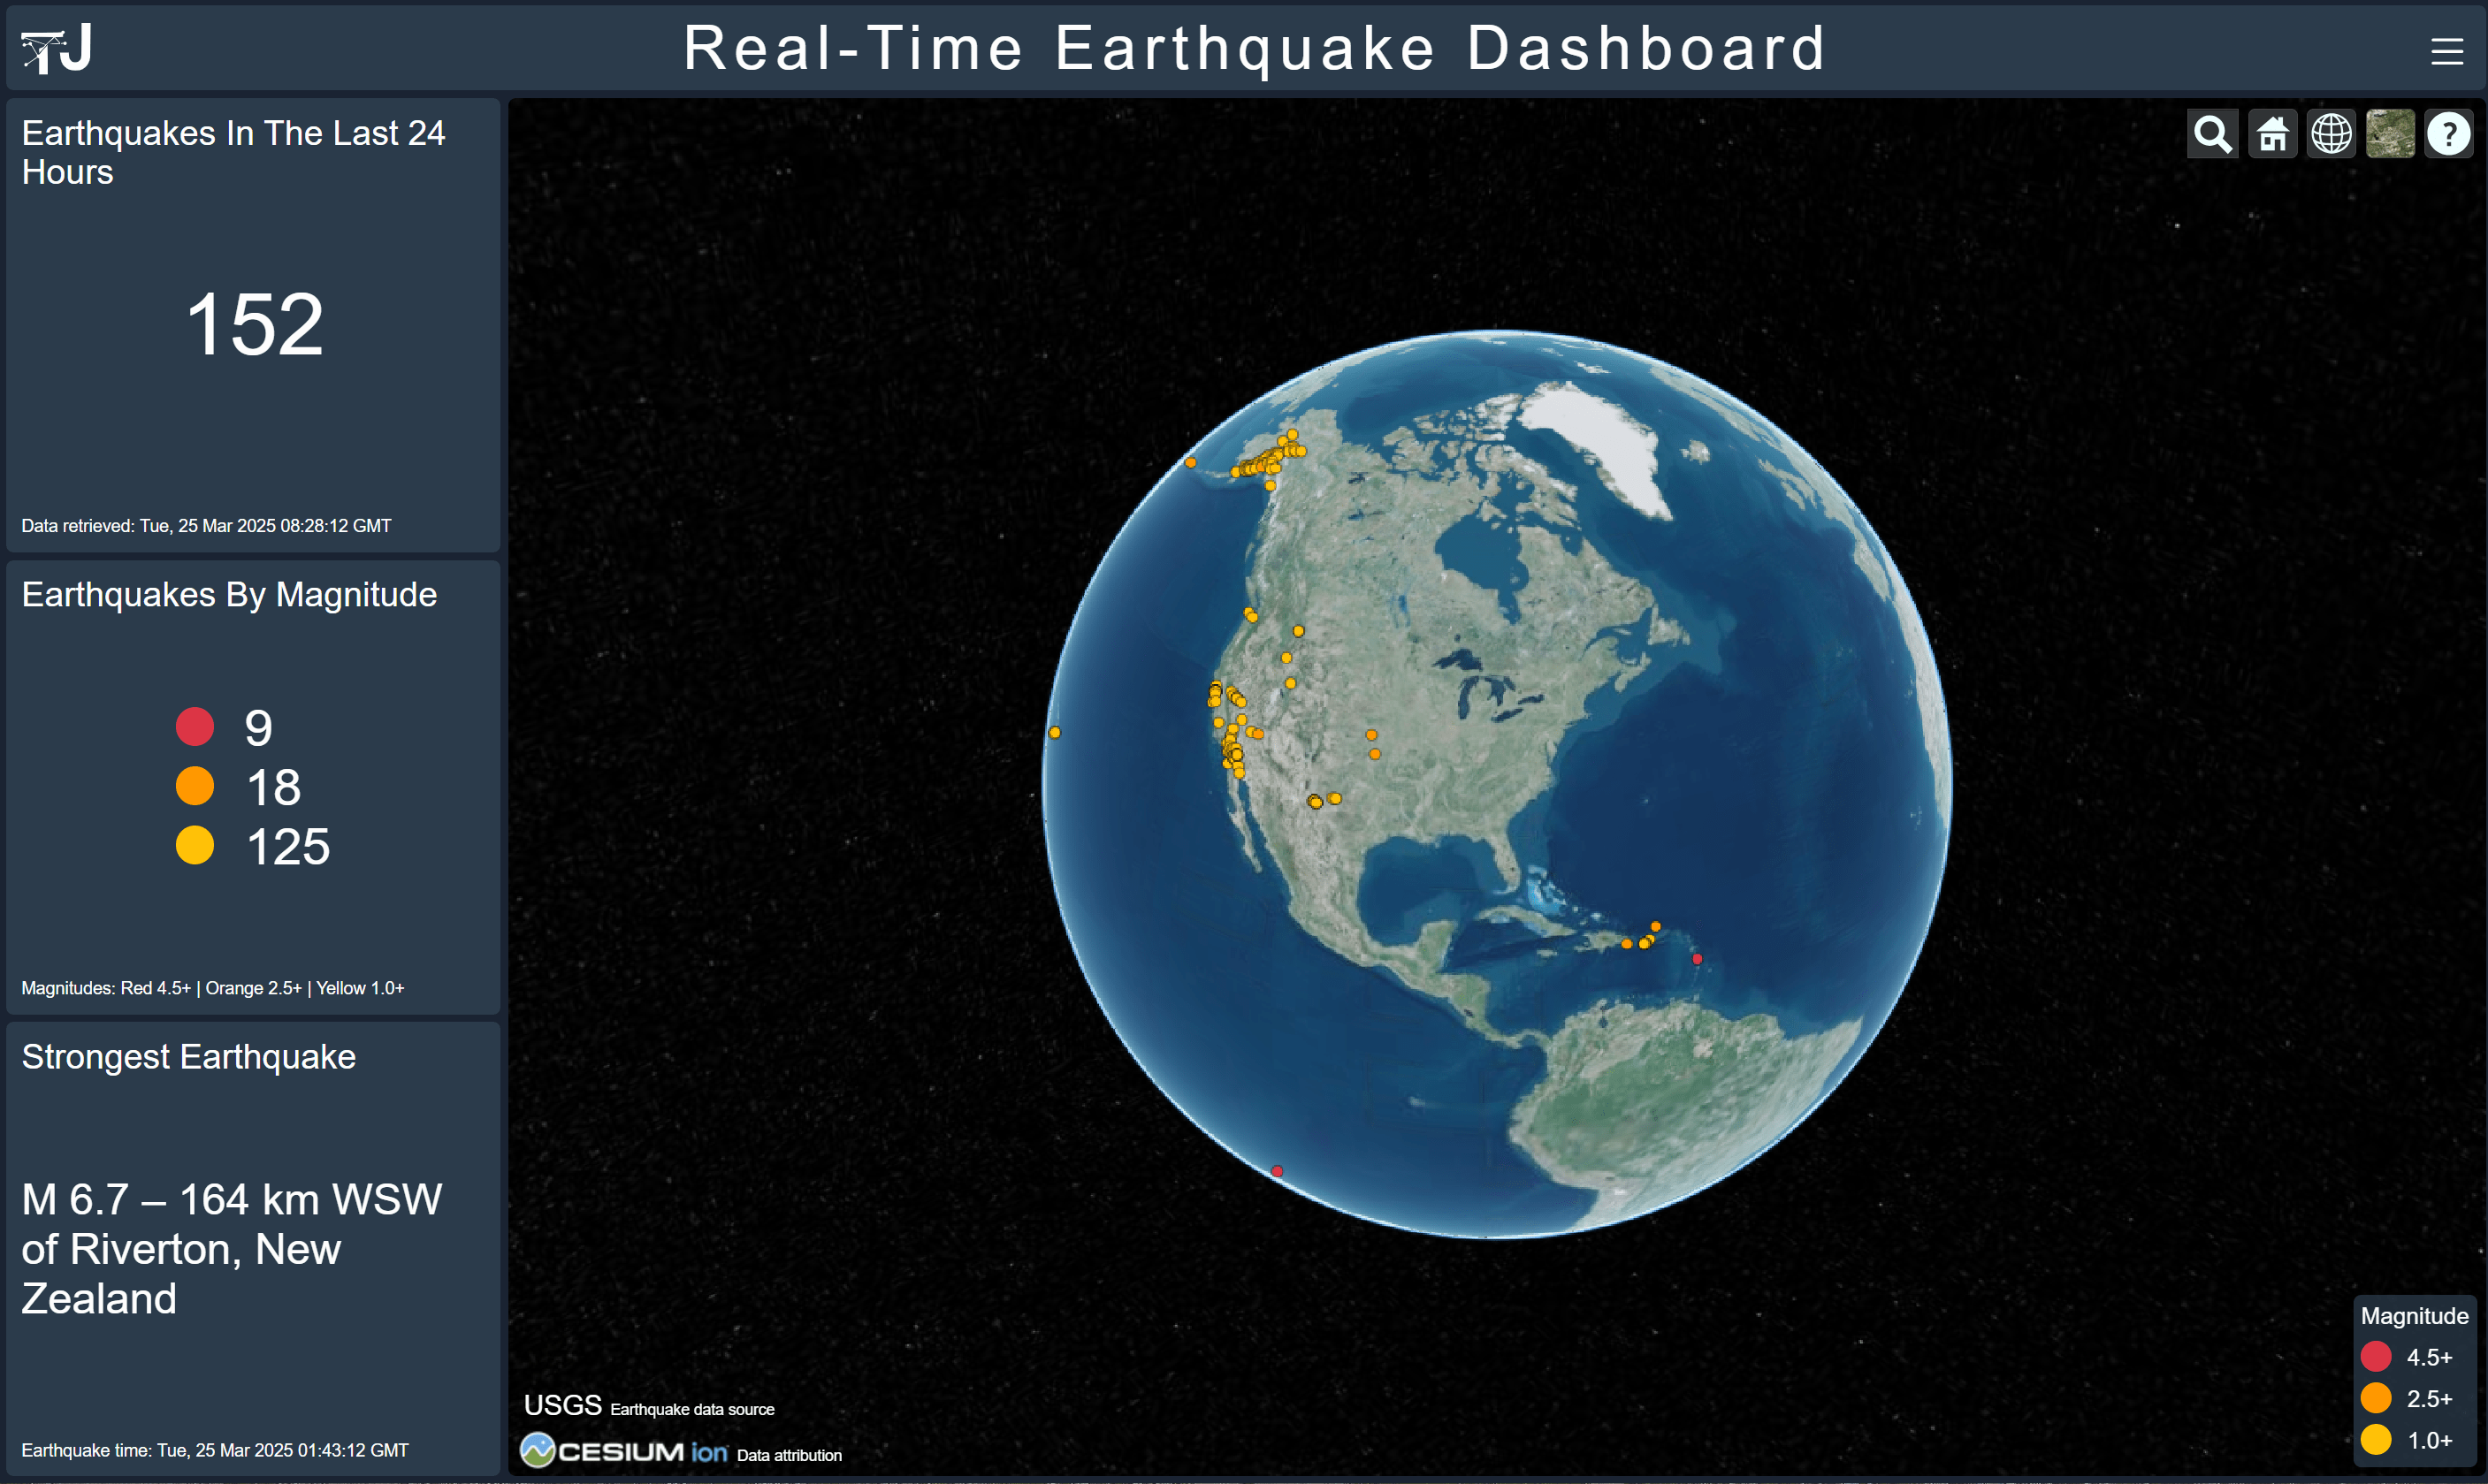 TJ
Real-Time Earthquake Dashboard
Earthquakes In The Last 24
Hours
152
Data retrieved: Tue, 25 Mar 2025 08:28:12 GMT
Earthquakes By Magnitude
9
18
125
Magnitudes: Red 4.5+ | Orange 2.5+ | Yellow 1.0+
Strongest Earthquake
M 6.7 – 164 km WSW
of Riverton, New
Zealand
Earthquake time: Tue, 25 Mar 2025 01:43:12 GMT
?
USGS Earthquake data source
CESIUM ion Data attribution
Magnitude
4.5+
2.5+
1.0+